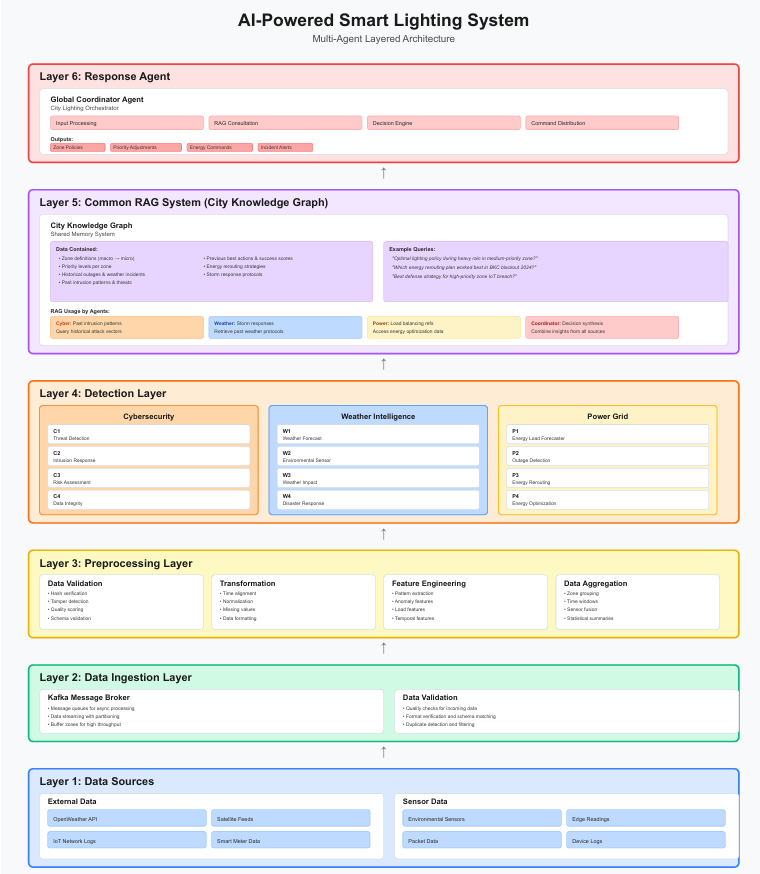 AI-Powered Smart Lighting System
Multi-Agent Layered Architecture
Layer 6: Response Agent
Global Coordinator Agent
City Lighting Orchestrator
Input Processing
RAG Consultation
Decision Engine
Command Distribution
Outputs:
Zone Policies
Priority Adjustments
Energy Commands
Incident Alerts
↑
Layer 5: Common RAG System (City Knowledge Graph)
City Knowledge Graph
Shared Memory System
Data Contained:
• Zone definitions (macro → micro)
• Priority levels per zone
• Historical outages & weather incidents
• Past intrusion patterns & threats
• Previous best actions & success scores
• Energy rerouting strategies
• Storm response protocols
Example Queries:
"Optimal lighting policy during heavy rain in medium-priority zone?"
"Which energy rerouting plan worked best in BKC blackout 2024?"
"Best defense strategy for high-priority zone IoT breach?"
RAG Usage by Agents:
Cyber: Past intrusion patterns
Query historical attack vectors
Weather: Storm responses
Retrieve past weather protocols
Power: Load balancing refs
Access energy optimization data
Coordinator: Decision synthesis
Combine insights from all sources
↑
Layer 4: Detection Layer
Cybersecurity
C1
Threat Detection
C2
Intrusion Response
C3
Risk Assessment
C4
Data Integrity
Weather Intelligence
W1
Weather Forecast
W2
Environmental Sensor
W3
Weather Impact
W4
Disaster Response
Power Grid
P1
Energy Load Forecaster
P2
Outage Detection
P3
Energy Rerouting
P4
Energy Optimization
↑
Layer 3: Preprocessing Layer
Data Validation
• Hash verification
• Tamper detection
• Quality scoring
• Schema validation
Transformation
• Time alignment
• Normalization
• Missing values
• Data formatting
Feature Engineering
• Pattern extraction
• Anomaly features
• Load features
• Temporal features
Data Aggregation
• Zone grouping
• Time windows
• Sensor fusion
• Statistical summaries
↑
Layer 2: Data Ingestion Layer
Kafka Message Broker
• Message queues for async processing
• Data streaming with partitioning
• Buffer zones for high throughput
Data Validation
• Quality checks for incoming data
• Format verification and schema matching
• Duplicate detection and filtering
↑
Layer 1: Data Sources
External Data
OpenWeather API
Satellite Feeds
IoT Network Logs
Smart Meter Data
Sensor Data
Environmental Sensors
Edge Readings
Packet Data
Device Logs